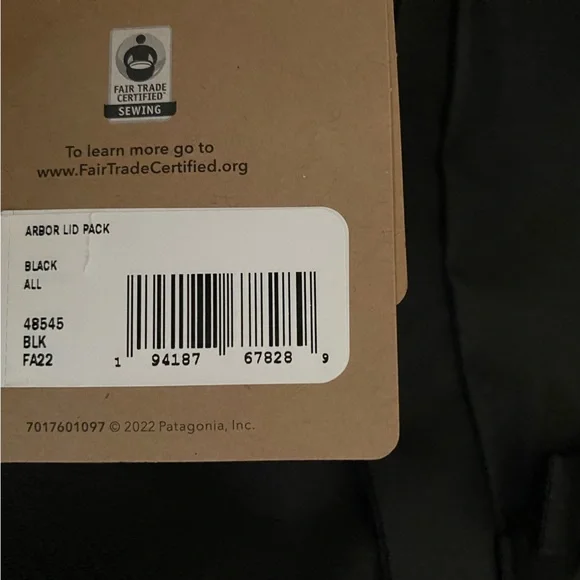 FAIR TRADE
CERTIFIED™
SEWING
To learn more go to
www.FairTradeCertified.org
ARBOR LID PACK
BLACK
ALL
48545
BLK
FA22
1 94187 67828 9
7017601097 © 2022 Patagonia, Inc.